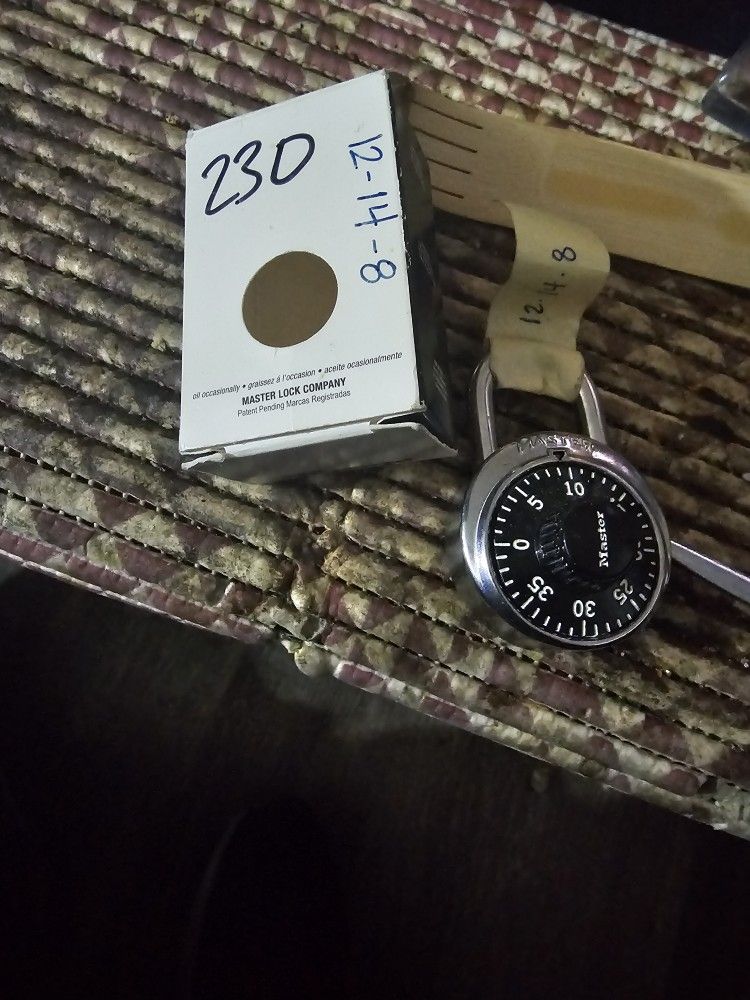 230
12-14-8
oil occasionally • graissez à l'occasion • aceite ocasionalmente
MASTER LOCK COMPANY
Patent Pending Marcas Registradas
12.14.8
MASTER
0
5
10
25
30
35
Master